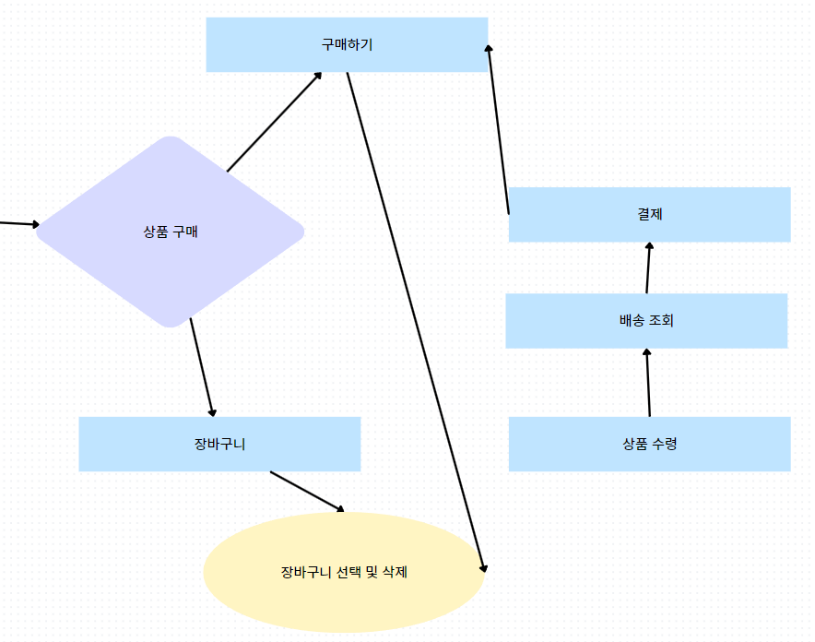 구매하기
상품 구매
결제
배송 조회
장바구니
상품 수령
장바구니 선택 및 삭제